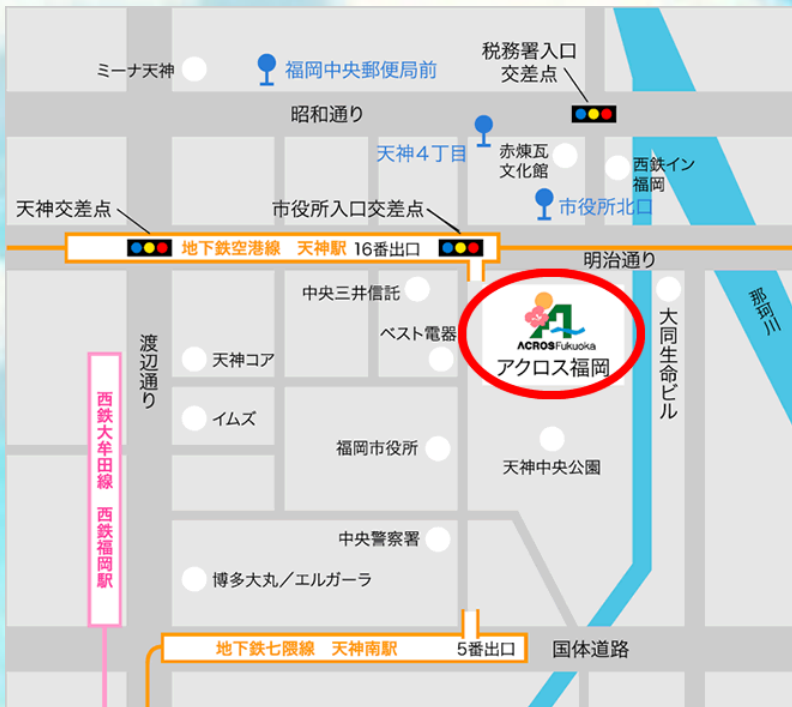 ミーナ天神
福岡中央郵便局前
税務署入口
交差点
昭和通り
天神4丁目
赤煉瓦
文化館
西鉄イン
福岡
市役所北口
天神交差点
市役所入口交差点
地下鉄空港線 天神駅 16番出口
明治通り
中央三井信託
那珂川
渡辺通り
ベスト電器
ACROS Fukuoka
アクロス福岡
大同生命ビル
天神コア
西鉄大牟田線 西鉄福岡駅
イムズ
福岡市役所
天神中央公園
中央警察署
博多大丸/エルガーラ
地下鉄七隈線 天神南駅 5番出口
国体道路